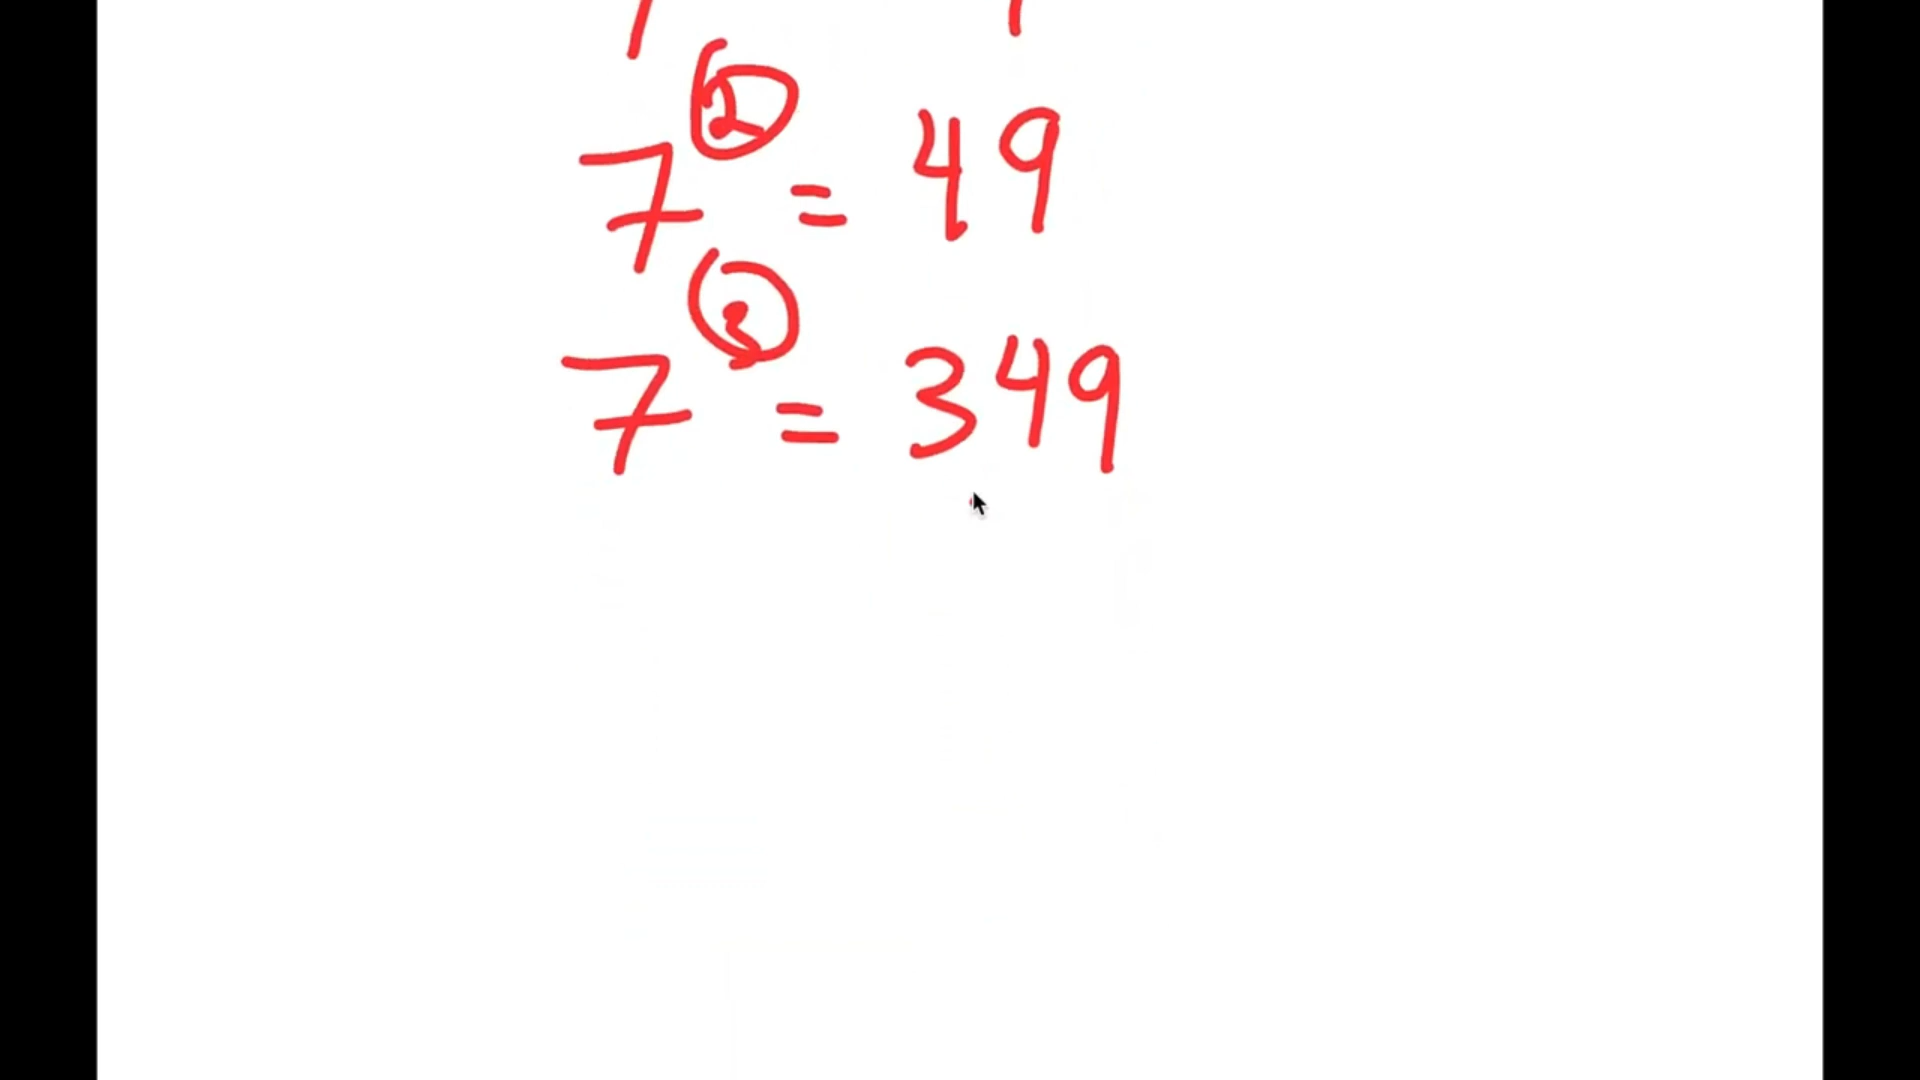 7² = 49
7³ = 349